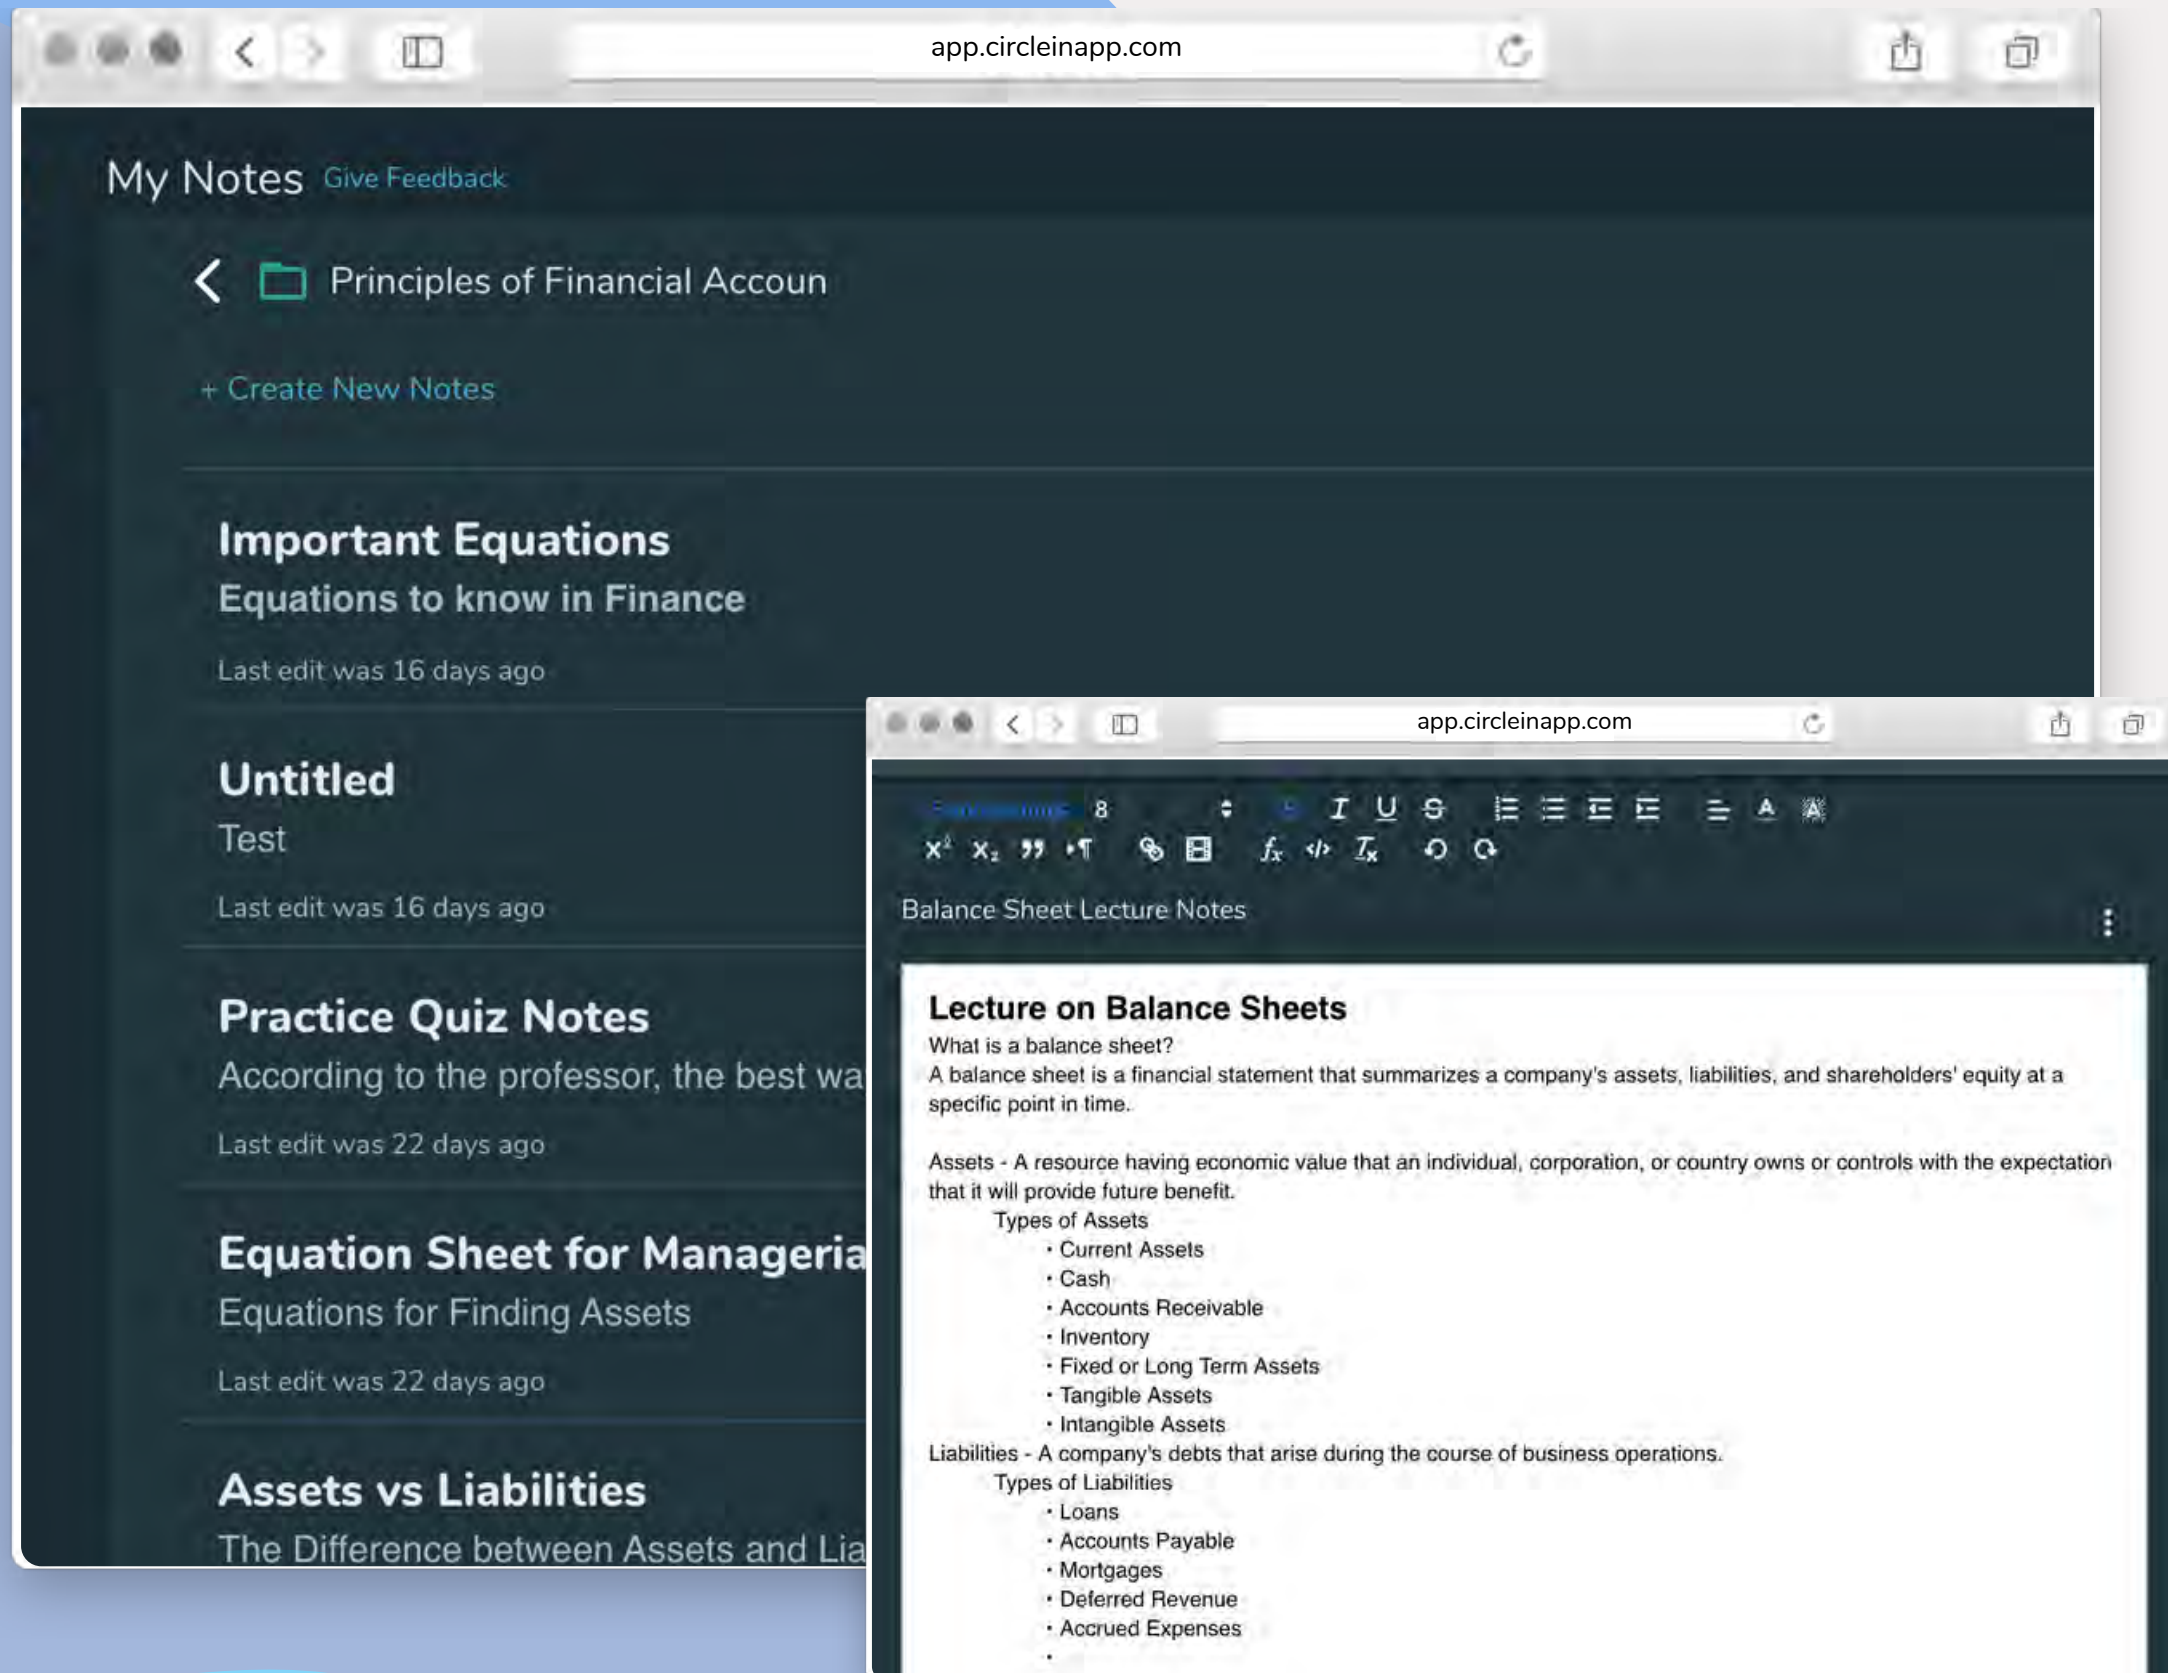 app.circleinapp.com
My Notes Give Feedback
Principles of Financial Accoun
+ Create New Notes
Important Equations
Equations to know in Finance
Last edit was 16 days ago
Untitled
Test
Last edit was 16 days ago
Practice Quiz Notes
According to the professor, the best wa
Last edit was 22 days ago
Equation Sheet for Manageria
Equations for Finding Assets
Last edit was 22 days ago
Assets vs Liabilities
The Difference between Assets and Lia
app.circleinapp.com
8
Balance Sheet Lecture Notes
Lecture on Balance Sheets
What is a balance sheet?
A balance sheet is a financial statement that summarizes a company's assets, liabilities, and shareholders' equity at a
specific point in time.
Assets - A resource having economic value that an individual, corporation, or country owns or controls with the expectation
that it will provide future benefit.
Types of Assets
• Current Assets
• Cash
• Accounts Receivable
• Inventory
• Fixed or Long Term Assets
• Tangible Assets
• Intangible Assets
Liabilities - A company's debts that arise during the course of business operations.
Types of Liabilities
• Loans
• Accounts Payable
• Mortgages
• Deferred Revenue
• Accrued Expenses
•